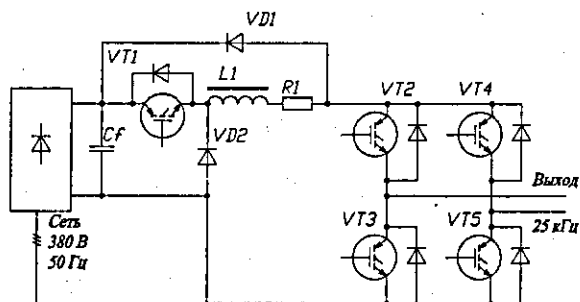 VD1
VT1
L1
R1
VT2
VT4
Cf
VD2
Выход
VT3
VT5
25 кГц
Сеть
380 В
50 Гц